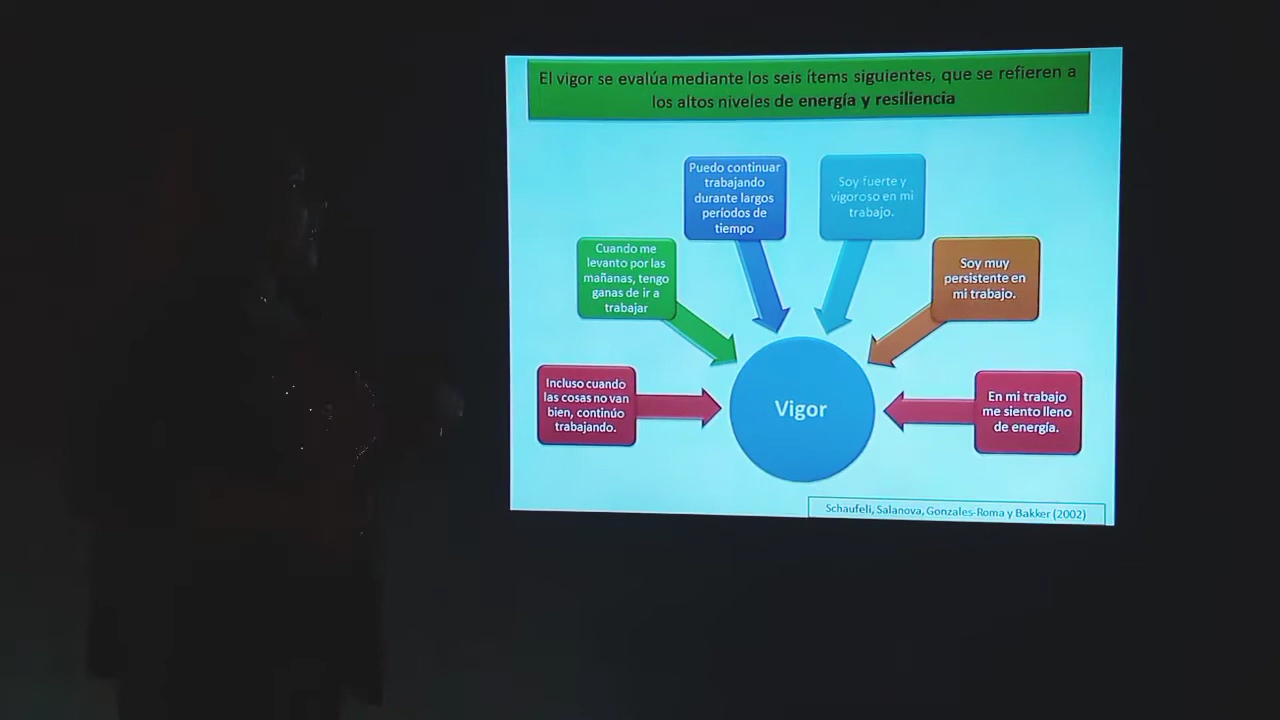 El vigor se evalúa mediante los seis ítems siguientes, que se refieren a
los altos niveles de energía y resiliencia
Incluso cuando
las cosas no van
bien, continúo
trabajando.
Cuando me
levanto por las
mañanas, tengo
ganas de ir a
trabajar
Puedo continuar
trabajando
durante largos
períodos de
tiempo
Soy fuerte y
vigoroso en mi
trabajo.
Soy muy
persistente en
mi trabajo.
En mi trabajo
me siento lleno
de energía.
Vigor
Schaufeli, Salanova, Gonzales-Roma y Bakker (2002)